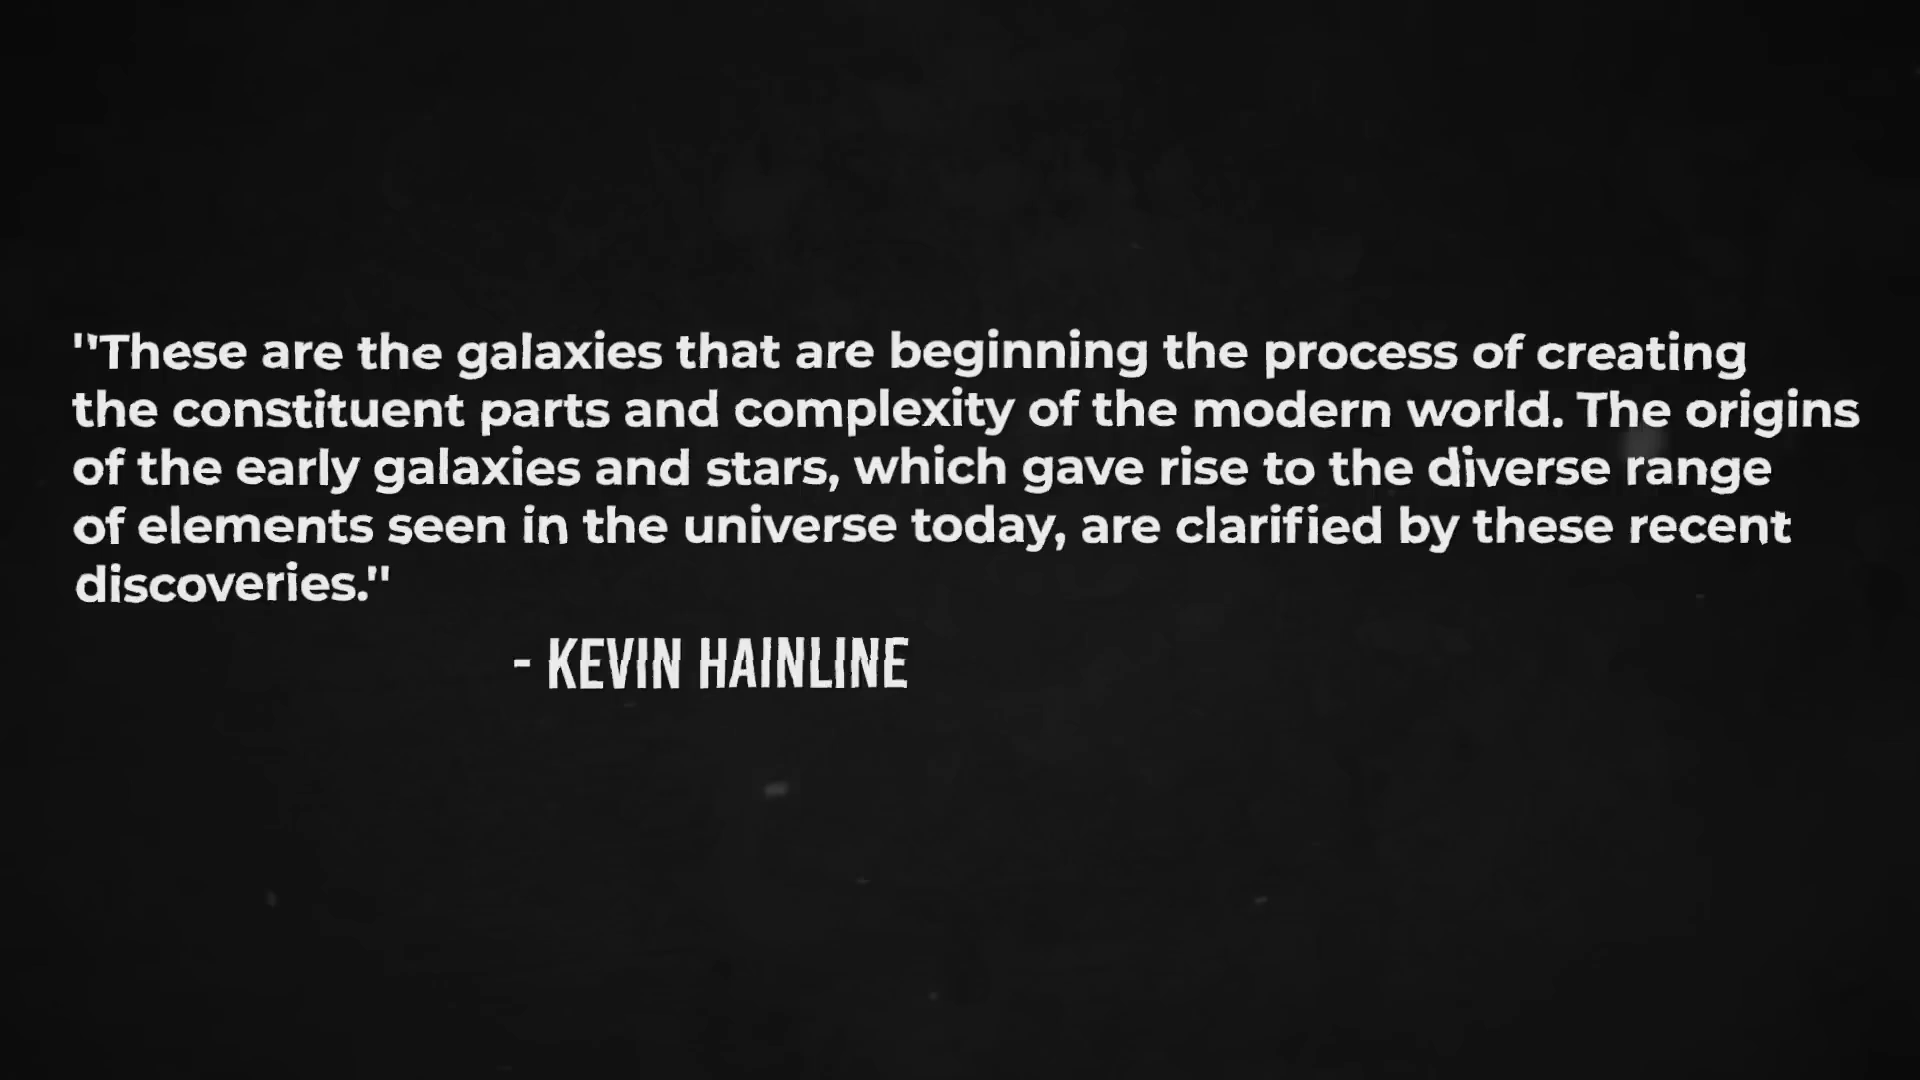 "These are the galaxies that are beginning the process of creating
the constituent parts and complexity of the modern world. The origins
of the early galaxies and stars, which gave rise to the diverse range
of elements seen in the universe today, are clarified by these recent
discoveries."
- KEVIN HAINLINE